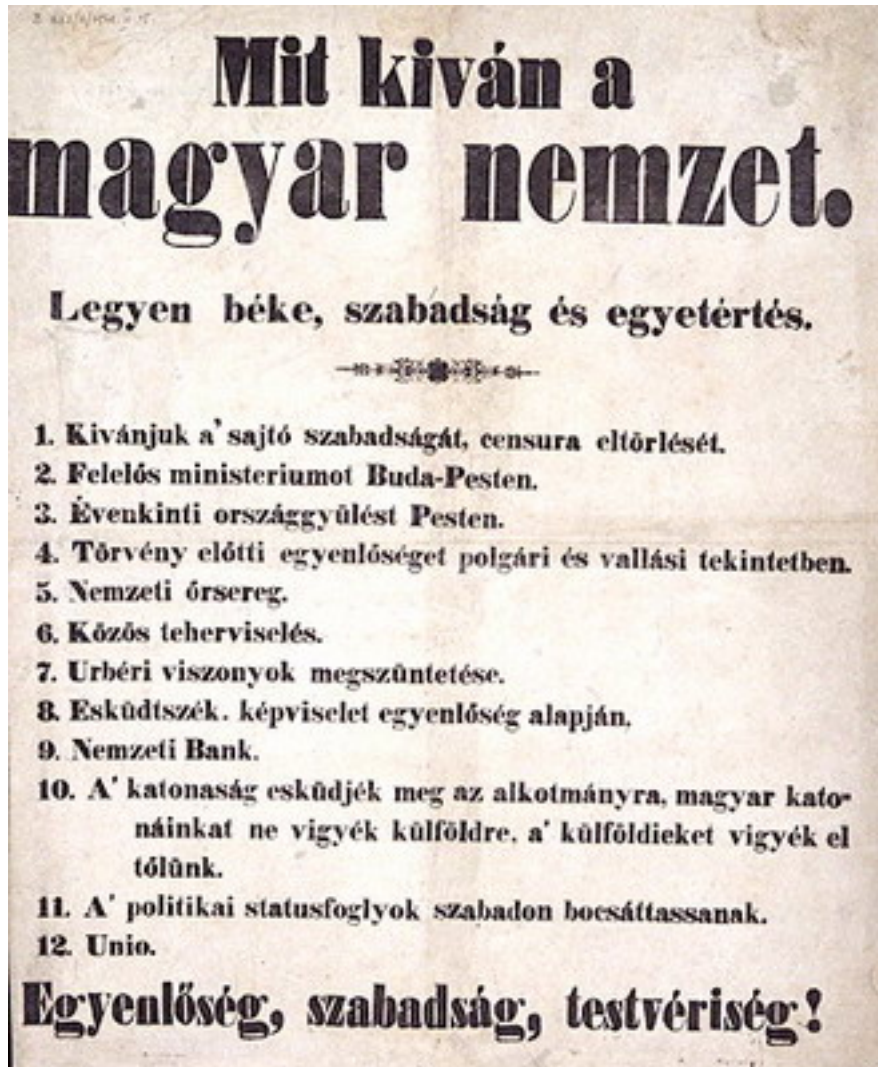 Mit kiván a
magyar nemzet.
Legyen béke, szabadság és egyetértés.
1. Kivánjuk a' sajtó szabadságát, censura eltörlését.
2. Felelős ministeriumot Buda-Pesten.
3. Évenkinti országgyülést Pesten.
4. Törvény előtti egyenlőséget polgári és vallási tekintetben.
5. Nemzeti őrsereg.
6. Közös teherviselés.
7. Urbéri viszonyok megszüntetése.
8. Esküdtszék. képviselet egyenlőség alapján.
9. Nemzeti Bank.
10. A' katonaság esküdjék meg az alkotmányra, magyar kato-
náinkat ne vigyék külföldre. a' külföldieket vigyék el
tőlünk.
11. A' politikai statusfoglyok szabadon bocsáttassanak.
12. Unio.
Egyenlőség, szabadság, testvériség!